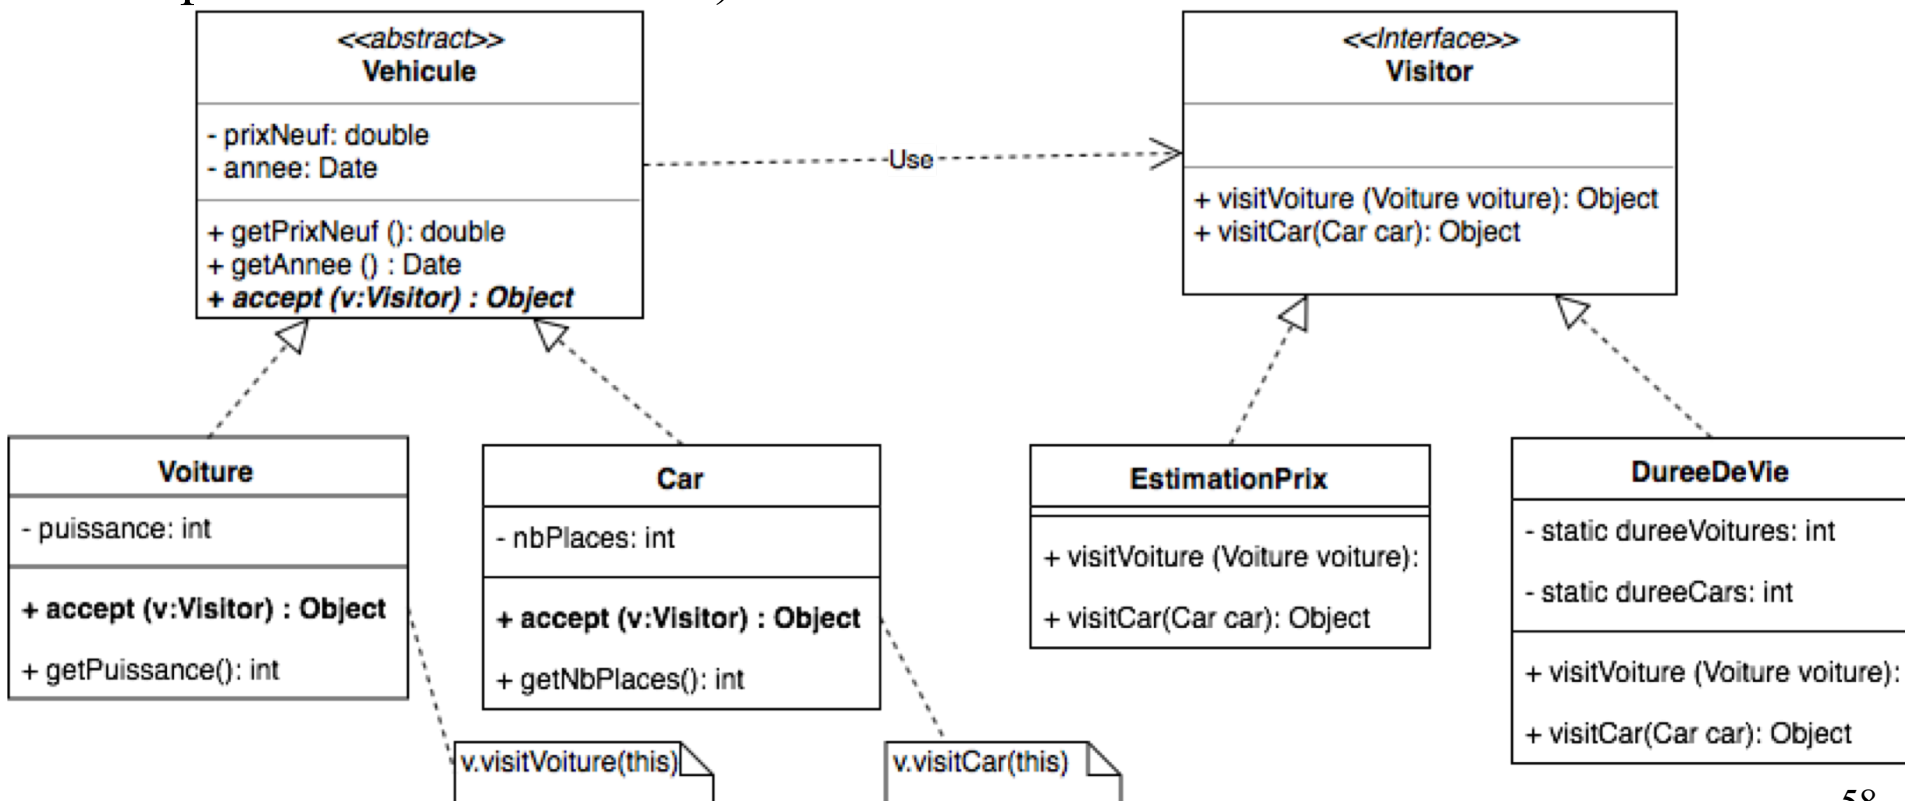 <<abstract>>
Vehicule
- prixNeuf: double
- annee: Date
+ getPrixNeuf (): double
+ getAnnee () : Date
+ accept (v:Visitor) : Object
Use
<<Interface>>
Visitor
+ visitVoiture (Voiture voiture): Object
+ visitCar(Car car): Object
Voiture
- puissance: int
+ accept (v:Visitor) : Object
+ getPuissance(): int
Car
- nbPlaces: int
+ accept (v:Visitor) : Object
+ getNbPlaces(): int
EstimationPrix
+ visitVoiture (Voiture voiture):
+ visitCar(Car car): Object
DureeDeVie
- static dureeVoitures: int
- static dureeCars: int
+ visitVoiture (Voiture voiture):
+ visitCar(Car car): Object
v.visitVoiture(this)
v.visitCar(this)
58